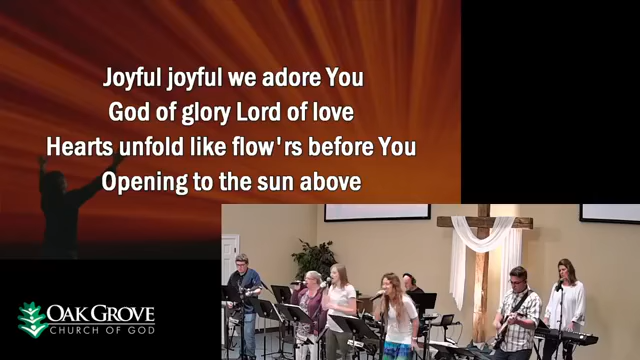 Joyful joyful we adore You
God of glory Lord of love
Hearts unfold like flow'rs before You
Opening to the sun above
OAK GROVE
CHURCH OF GOD